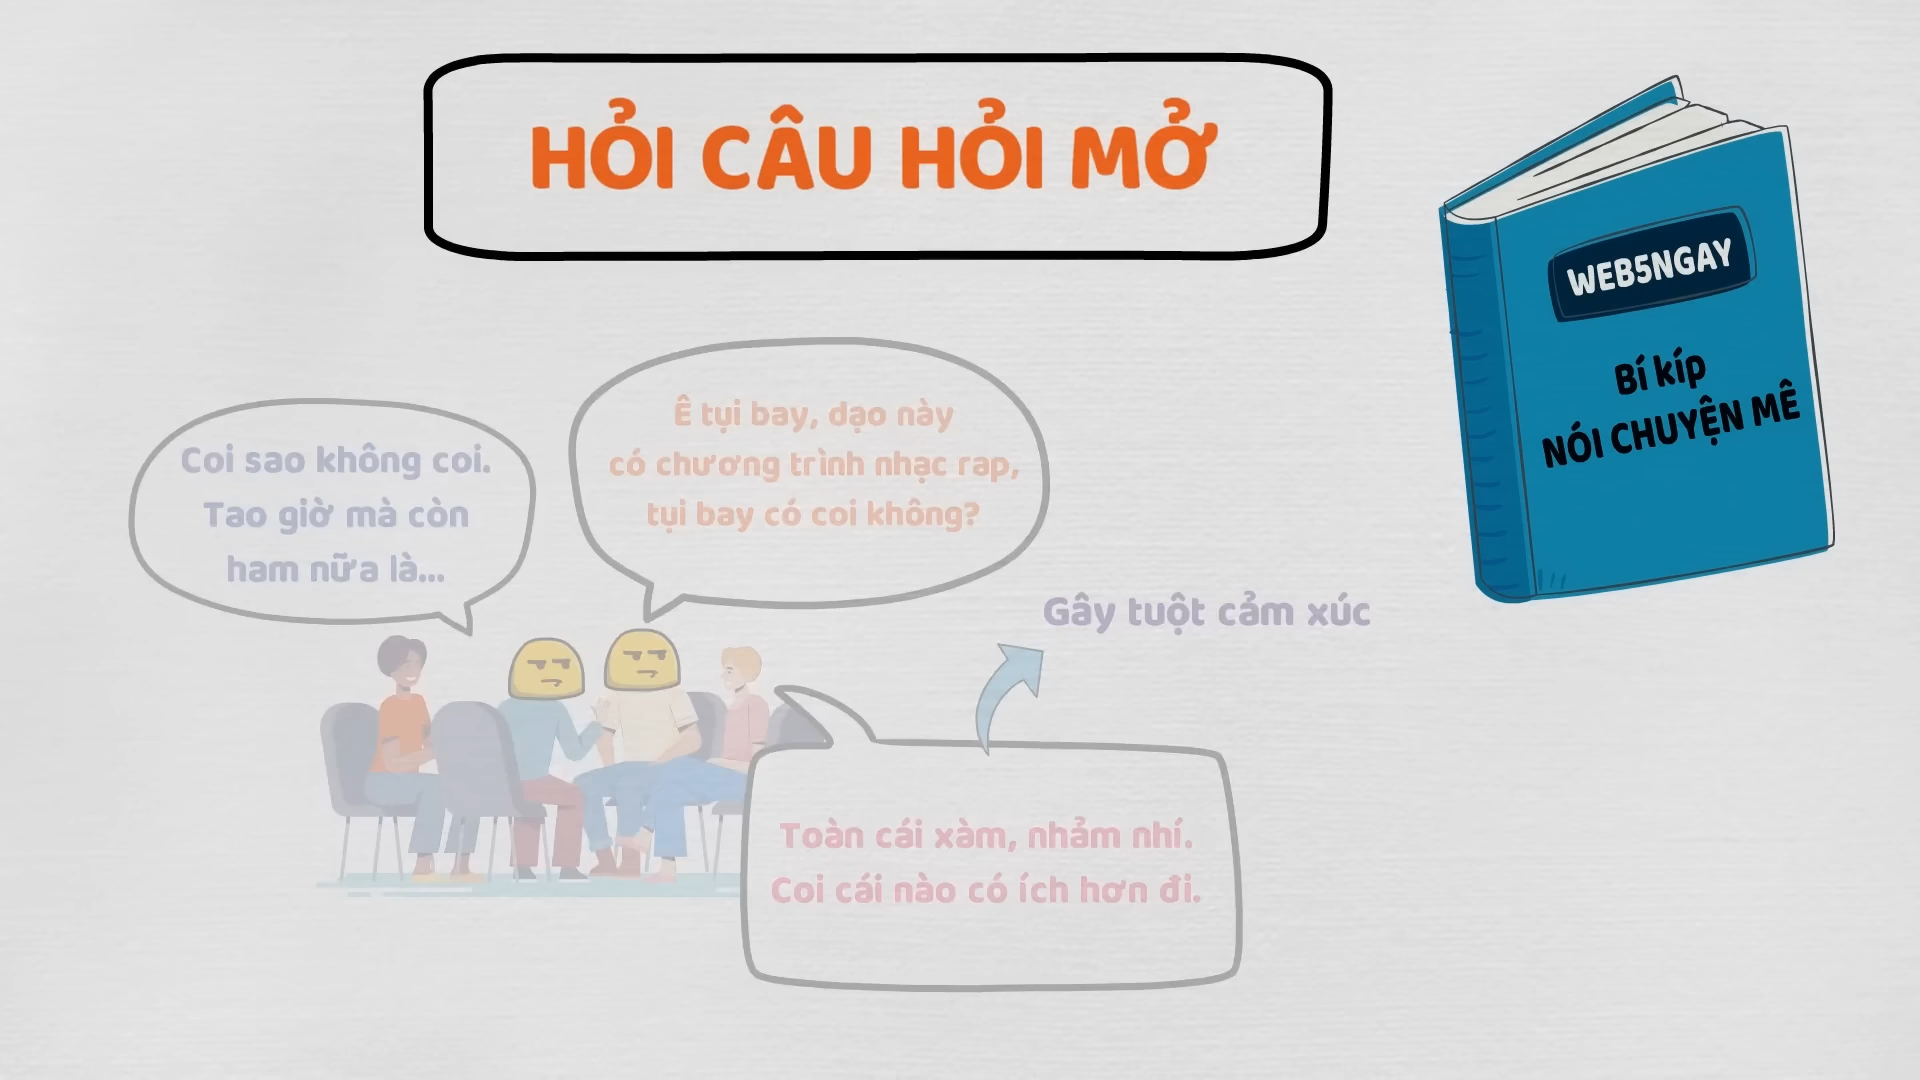 HỎI CÂU HỎI MỞ
WEB5NGAY
Bí kíp
NÓI CHUYỆN MÊ
Ê tụi bay, dạo này
có chương trình nhạc rap,
tụi bay có coi không?
Coi sao không coi.
Tao giờ mà còn
ham nữa là...
Gây tuột cảm xúc
Toàn cái xàm, nhảm nhí.
Coi cái nào có ích hơn đi.